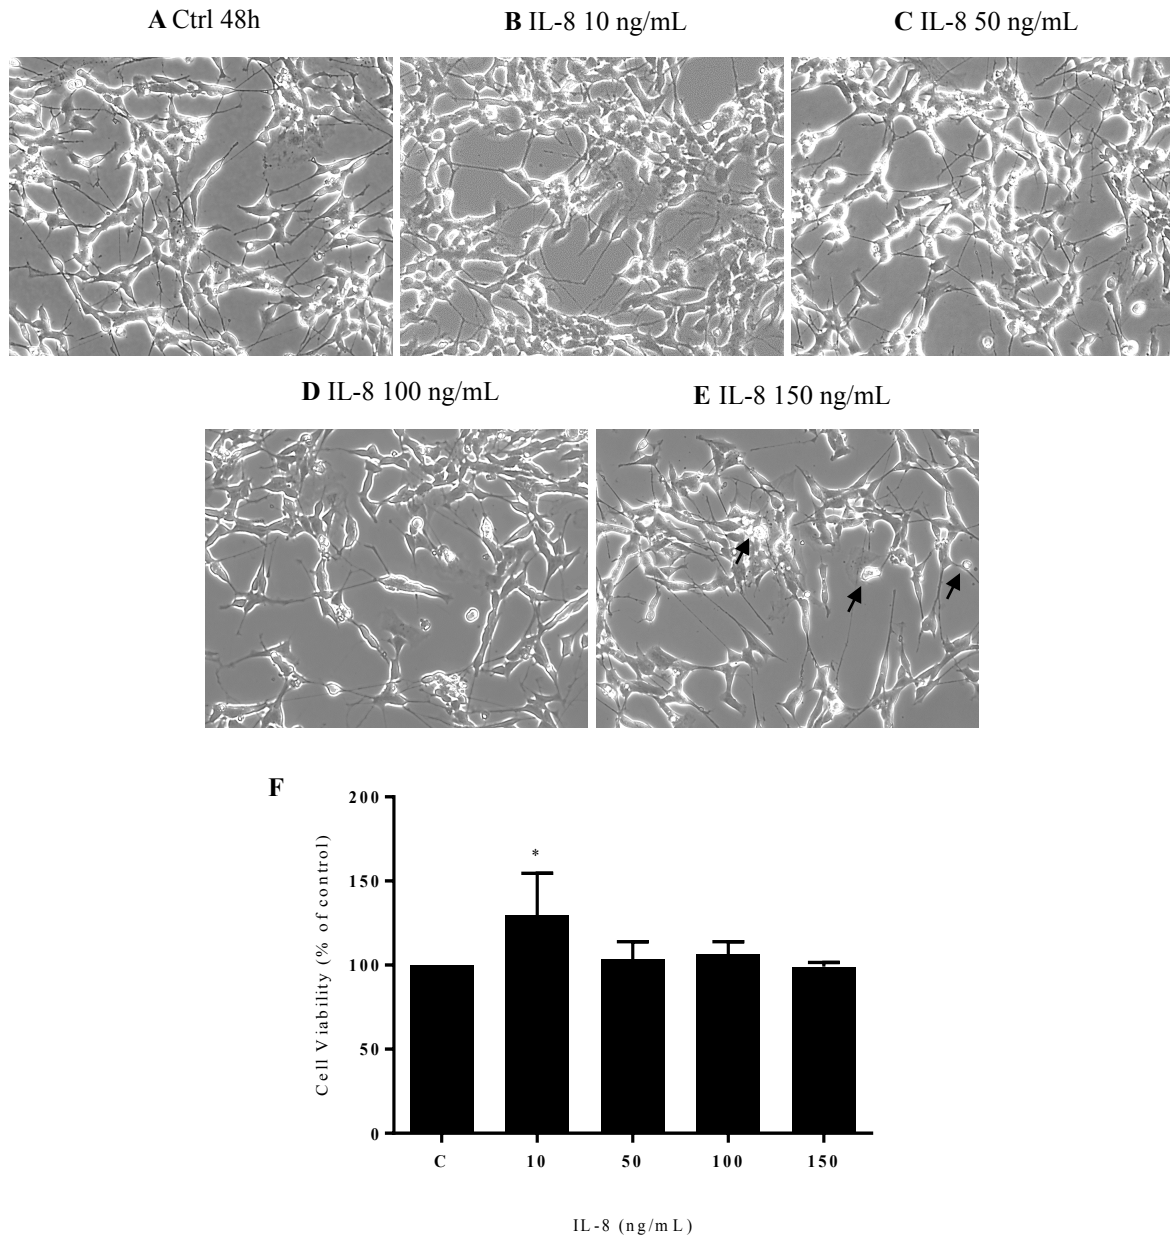 A Ctrl 48h
B IL-8 10 ng/mL
C IL-8 50 ng/mL
D IL-8 100 ng/mL
E IL-8 150 ng/mL
F
Cell Viability (% of control)
200
150
100
50
0
*
C 10 50 100 150
IL-8 (ng/mL)